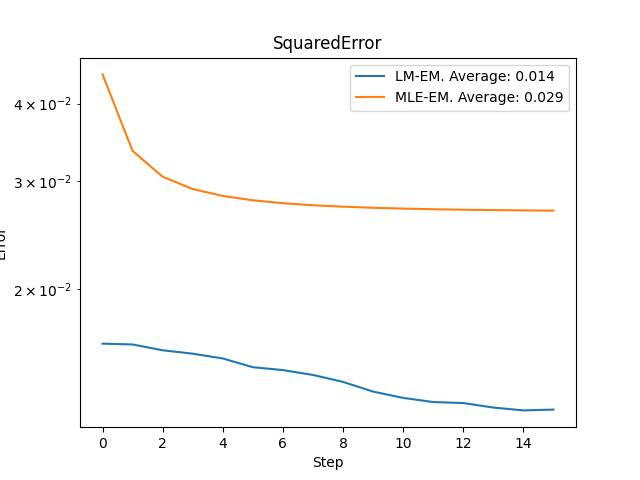 SquaredError
LM-EM. Average: 0.014
MLE-EM. Average: 0.029
4 × 10⁻²
3 × 10⁻²
2 × 10⁻²
Error
0 2 4 6 8 10 12 14
Step